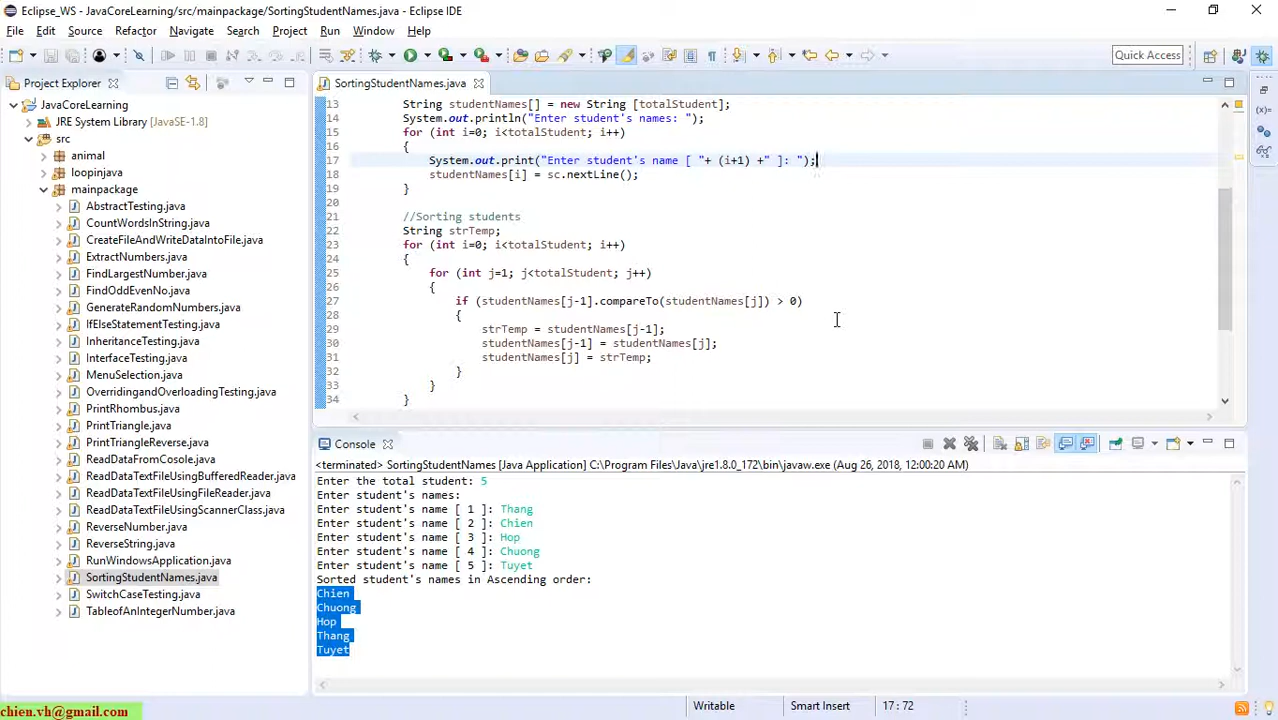 Eclipse_WS - JavaCoreLearning/src/mainpackage/SortingStudentNames.java - Eclipse IDE
File Edit Source Refactor Navigate Search Project Run Window Help
Quick Access
Project Explorer
JavaCoreLearning
JRE System Library [JavaSE-1.8]
src
animal
loopinjava
mainpackage
AbstractTesting.java
CountWordsInString.java
CreateFileAndWriteDataIntoFile.java
ExtractNumbers.java
FindLargestNumber.java
FindOddEvenNo.java
GenerateRandomNumbers.java
IfElseStatementTesting.java
InheritanceTesting.java
InterfaceTesting.java
MenuSelection.java
OverridingandOverloadingTesting.java
PrintRhombus.java
PrintTriangle.java
PrintTriangleReverse.java
ReadDataFromCosole.java
ReadDataTextFileUsingBufferedReader.java
ReadDataTextFileUsingFileReader.java
ReadDataTextFileUsingScannerClass.java
ReverseNumber.java
ReverseString.java
RunWindowsApplication.java
SortingStudentNames.java
SwitchCaseTesting.java
TableofAnIntegerNumber.java
SortingStudentNames.java
13 String studentNames[] = new String [totalStudent];
14 System.out.println("Enter student's names: ");
15 for (int i=0; i<totalStudent; i++)
16 {
17 System.out.print("Enter student's name [ "+ (i+1) +" ]: ");
18 studentNames[i] = sc.nextLine();
19 }
20
21 //Sorting students
22 String strTemp;
23 for (int i=0; i<totalStudent; i++)
24 {
25 for (int j=1; j<totalStudent; j++)
26 {
27 if (studentNames[j-1].compareTo(studentNames[j]) > 0)
28 {
29 strTemp = studentNames[j-1];
30 studentNames[j-1] = studentNames[j];
31 studentNames[j] = strTemp;
32 }
33 }
34 }
Console
<terminated> SortingStudentNames [Java Application] C:\Program Files\Java\jre1.8.0_172\bin\javaw.exe (Aug 26, 2018, 12:00:20 AM)
Enter the total student: 5
Enter student's names:
Enter student's name [ 1 ]: Thang
Enter student's name [ 2 ]: Chien
Enter student's name [ 3 ]: Hop
Enter student's name [ 4 ]: Chuong
Enter student's name [ 5 ]: Tuyet
Sorted student's names in Ascending order:
Chien
Chuong
Hop
Thang
Tuyet
chien.vh@gmail.com
Writable Smart Insert 17 : 72